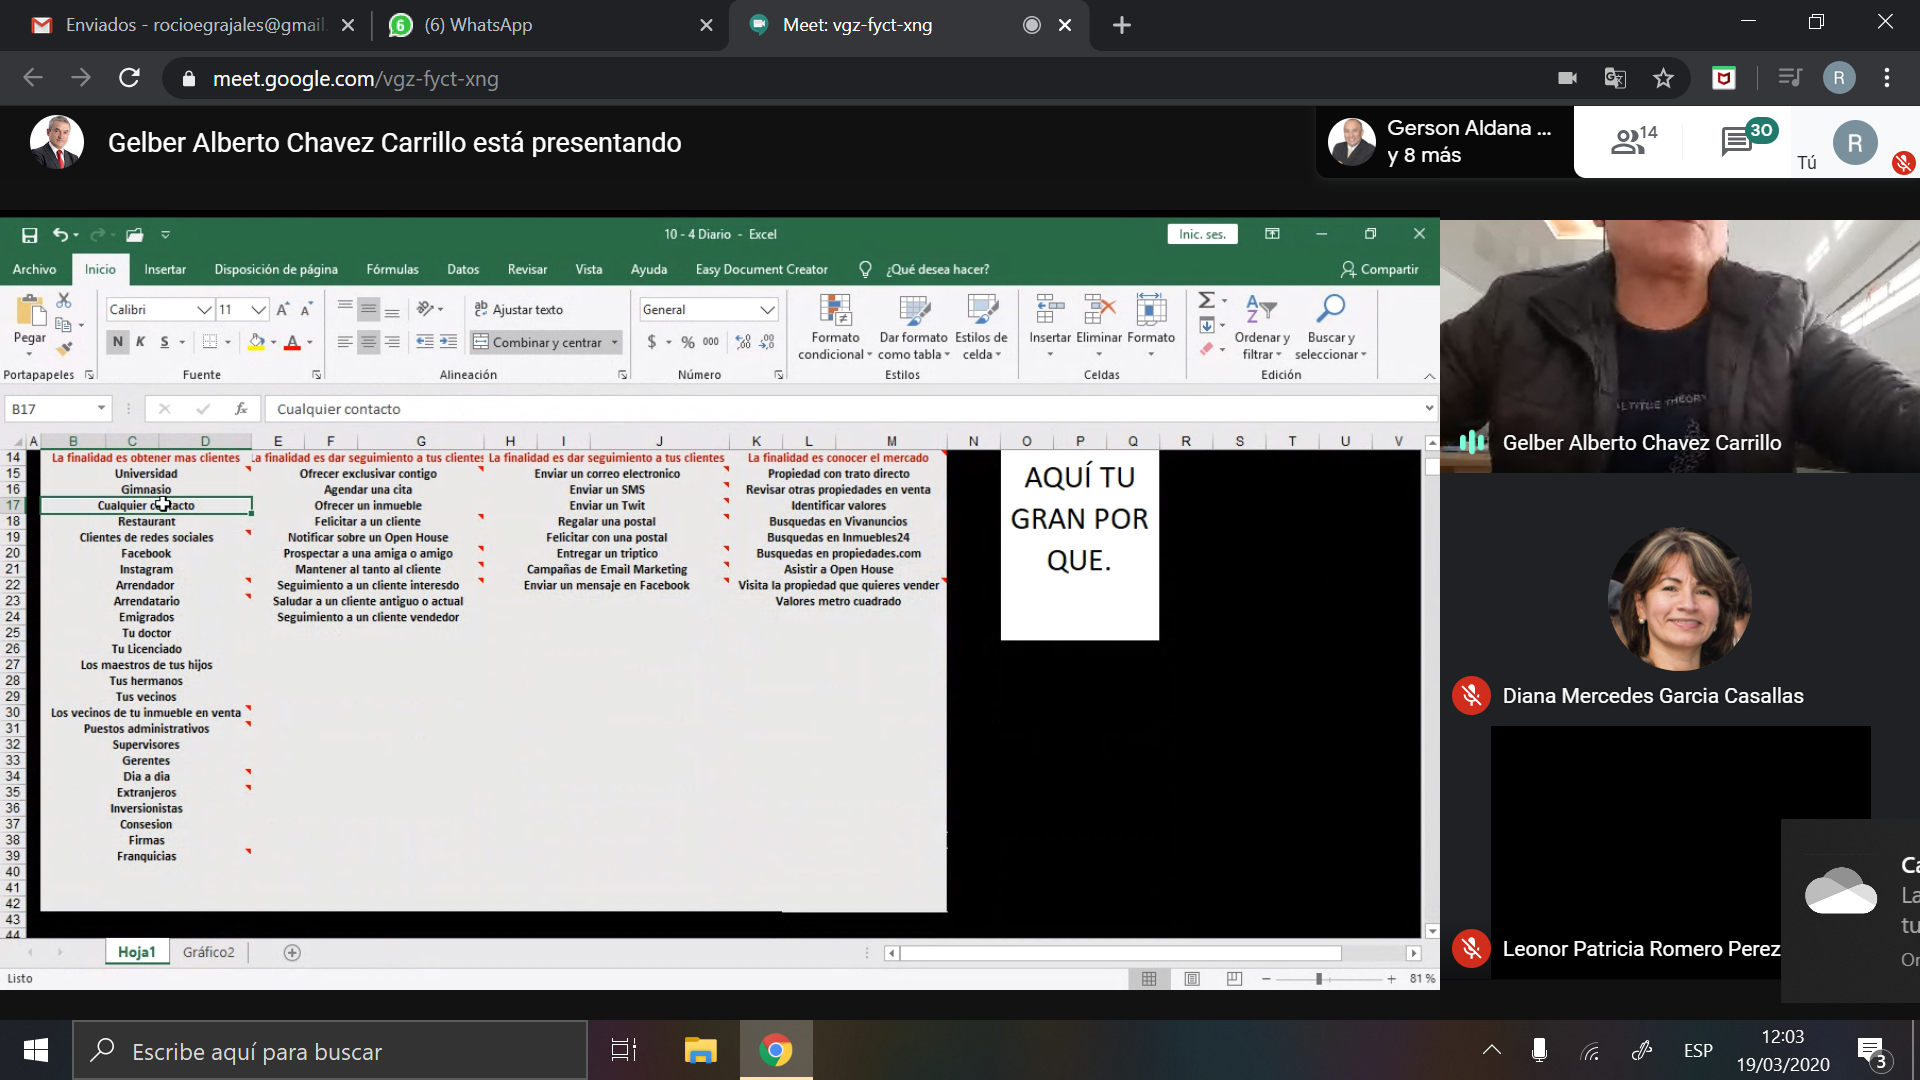 Enviados - rocioegrajales@gmail.
(6) WhatsApp
Meet: vgz-fyct-xng
meet.google.com/vgz-fyct-xng
R
Gelber Alberto Chavez Carrillo está presentando
Gerson Aldana ...
y 8 más
14
30
Tú
R
10 - 4 Diario - Excel
Inic. ses.
Archivo Inicio Insertar Disposición de página Fórmulas Datos Revisar Vista Ayuda Easy Document Creator ¿Qué desea hacer? Compartir
Calibri 11
Ajustar texto
General
Pegar
N K S
Combinar y centrar
$ % 000
Formato condicional
Dar formato como tabla
Estilos de celda
Insertar Eliminar Formato
Ordenar y filtrar
Buscar y seleccionar
Portapapeles Fuente Alineación Número Estilos Celdas Edición
B17 fx Cualquier contacto
A B C D E F G H I J K L M N O P Q R S T U V
14 La finalidad es obtener mas clientes La finalidad es dar seguimiento a tus clientes La finalidad es dar seguimiento a tus clientes La finalidad es conocer el mercado
15 Universidad Ofrecer exclusivar contigo Enviar un correo electronico Propiedad con trato directo
16 Gimnasio Agendar una cita Enviar un SMS Revisar otras propiedades en venta
17 Cualquier contacto Ofrecer un inmueble Enviar un Twit Identificar valores
18 Restaurant Felicitar a un cliente Regalar una postal Busquedas en Vivanuncios
19 Clientes de redes sociales Notificar sobre un Open House Felicitar con una postal Busquedas en Inmuebles24
20 Facebook Prospectar a una amiga o amigo Entregar un triptico Busquedas en propiedades.com
21 Instagram Mantener al tanto al cliente Campañas de Email Marketing Asistir a Open House
22 Arrendador Seguimiento a un cliente interesdo Enviar un mensaje en Facebook Visita la propiedad que quieres vender
23 Arrendatario Saludar a un cliente antiguo o actual Valores metro cuadrado
24 Emigrados Seguimiento a un cliente vendedor
25 Tu doctor
26 Tu Licenciado
27 Los maestros de tus hijos
28 Tus hermanos
29 Tus vecinos
30 Los vecinos de tu inmueble en venta
31 Puestos administrativos
32 Supervisores
33 Gerentes
34 Dia a dia
35 Extranjeros
36 Inversionistas
37 Consesion
38 Firmas
39 Franquicias
40
41
42
43
44
AQUÍ TU
GRAN POR
QUE.
Hoja1 Gráfico2
Listo
81 %
Gelber Alberto Chavez Carrillo
Diana Mercedes Garcia Casallas
Leonor Patricia Romero Perez
Escribe aquí para buscar
ESP
12:03
19/03/2020
3